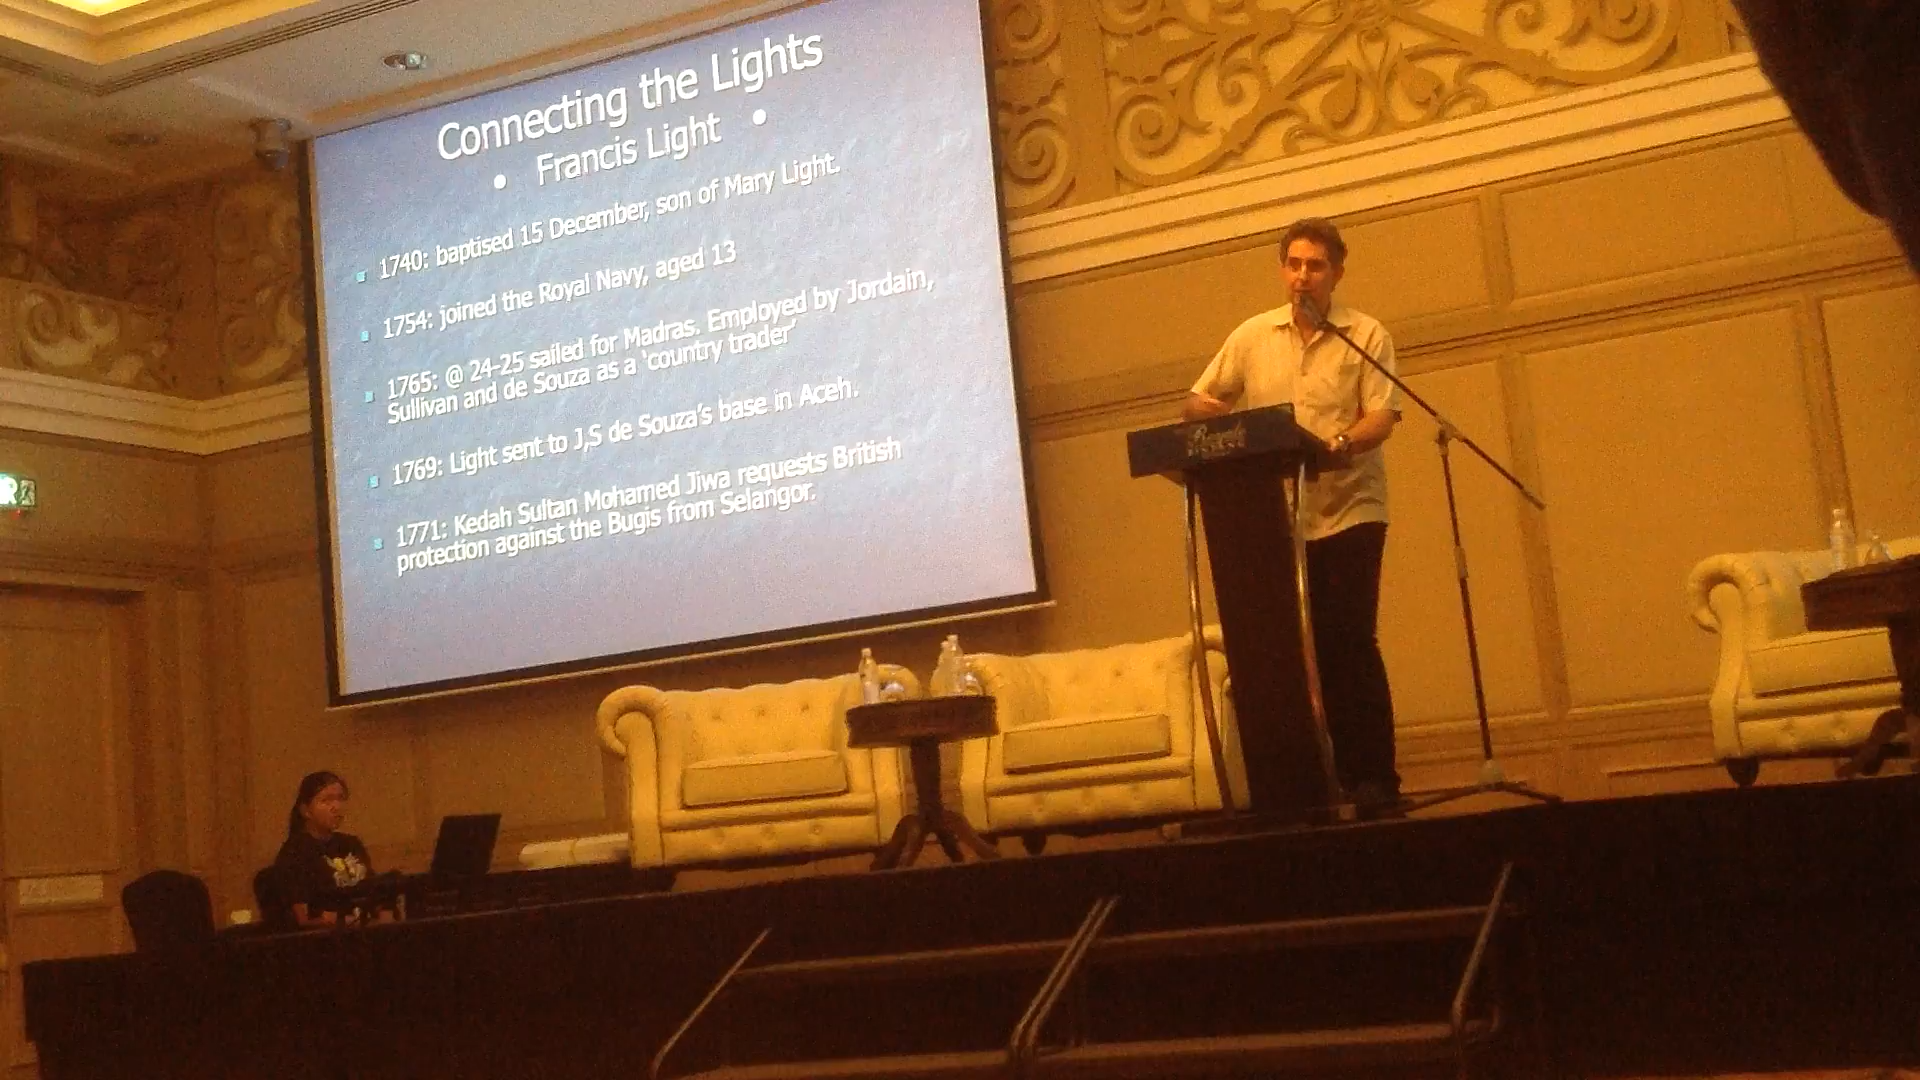 Connecting the Lights
• Francis Light •
1740: baptised 15 December, son of Mary Light.
1754: joined the Royal Navy, aged 13
1765: @ 24-25 sailed for Madras. Employed by Jordain,
Sullivan and de Souza as a 'country trader'
1769: Light sent to J,S de Souza's base in Aceh.
1771: Kedah Sultan Mohamed Jiwa requests British
protection against the Bugis from Selangor.